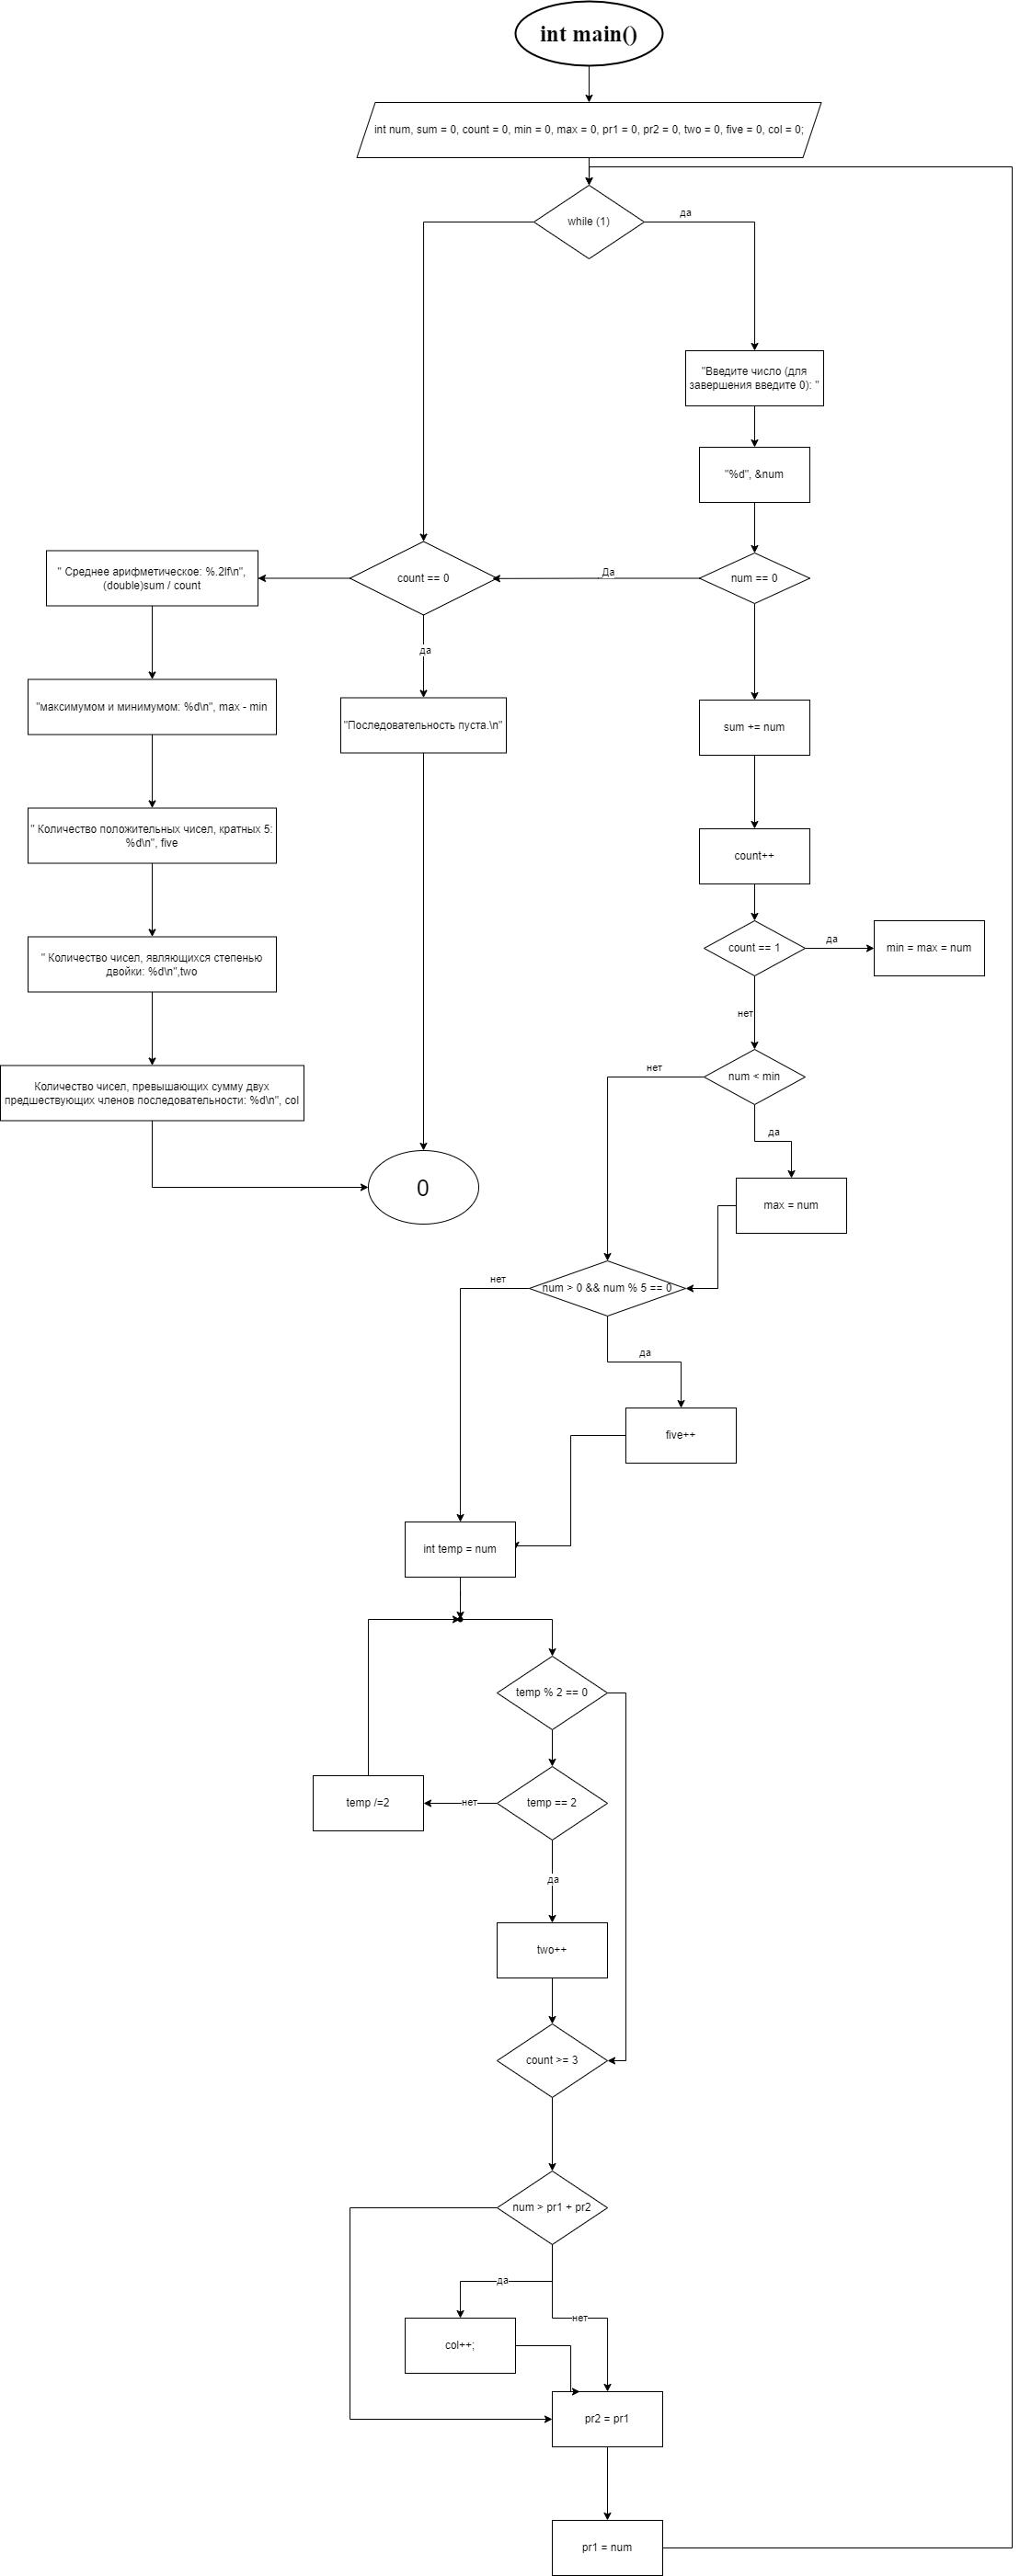 int main()
int num, sum = 0, count = 0, min = 0, max = 0, pr1 = 0, pr2 = 0, two = 0, five = 0, col = 0;
while (1)
да
"Введите число (для
завершения введите 0): "
"%d", &num
num == 0
Да
count == 0
" Среднее арифметическое: %.2lf\n",
(double)sum / count
да
"максимумом и минимумом: %d\n", max - min
"Последовательность пуста.\n"
sum += num
" Количество положительных чисел, кратных 5:
%d\n", five
count++
count == 1
да
min = max = num
" Количество чисел, являющихся степенью
двойки: %d\n",two
нет
num < min
нет
да
Количество чисел, превышающих сумму двух
предшествующих членов последовательности: %d\n", col
0
max = num
num > 0 && num % 5 == 0
нет
да
five++
int temp = num
temp % 2 == 0
temp == 2
нет
temp /=2
да
two++
count >= 3
num > pr1 + pr2
да
нет
col++;
pr2 = pr1
pr1 = num